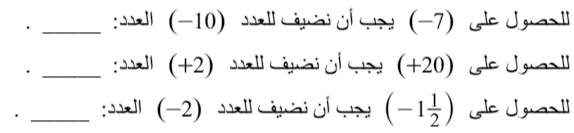 للحصول على (−7) يجب أن نضيف للعدد (−10) العدد: ______ .
للحصول على (+20) يجب أن نضيف للعدد (+2) العدد: ______ .
للحصول على (−1½) يجب أن نضيف للعدد (−2) العدد: ______ .